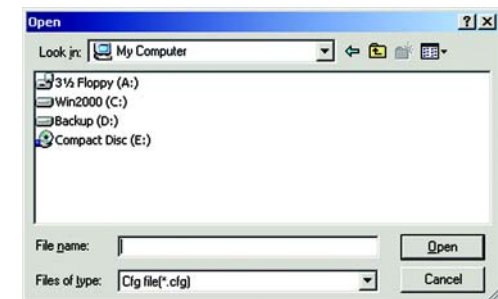 Open
Look in: My Computer
3½ Floppy (A:)
Win2000 (C:)
Backup (D:)
Compact Disc (E:)
File name:
Open
Files of type: Cfg file(*.cfg)
Cancel